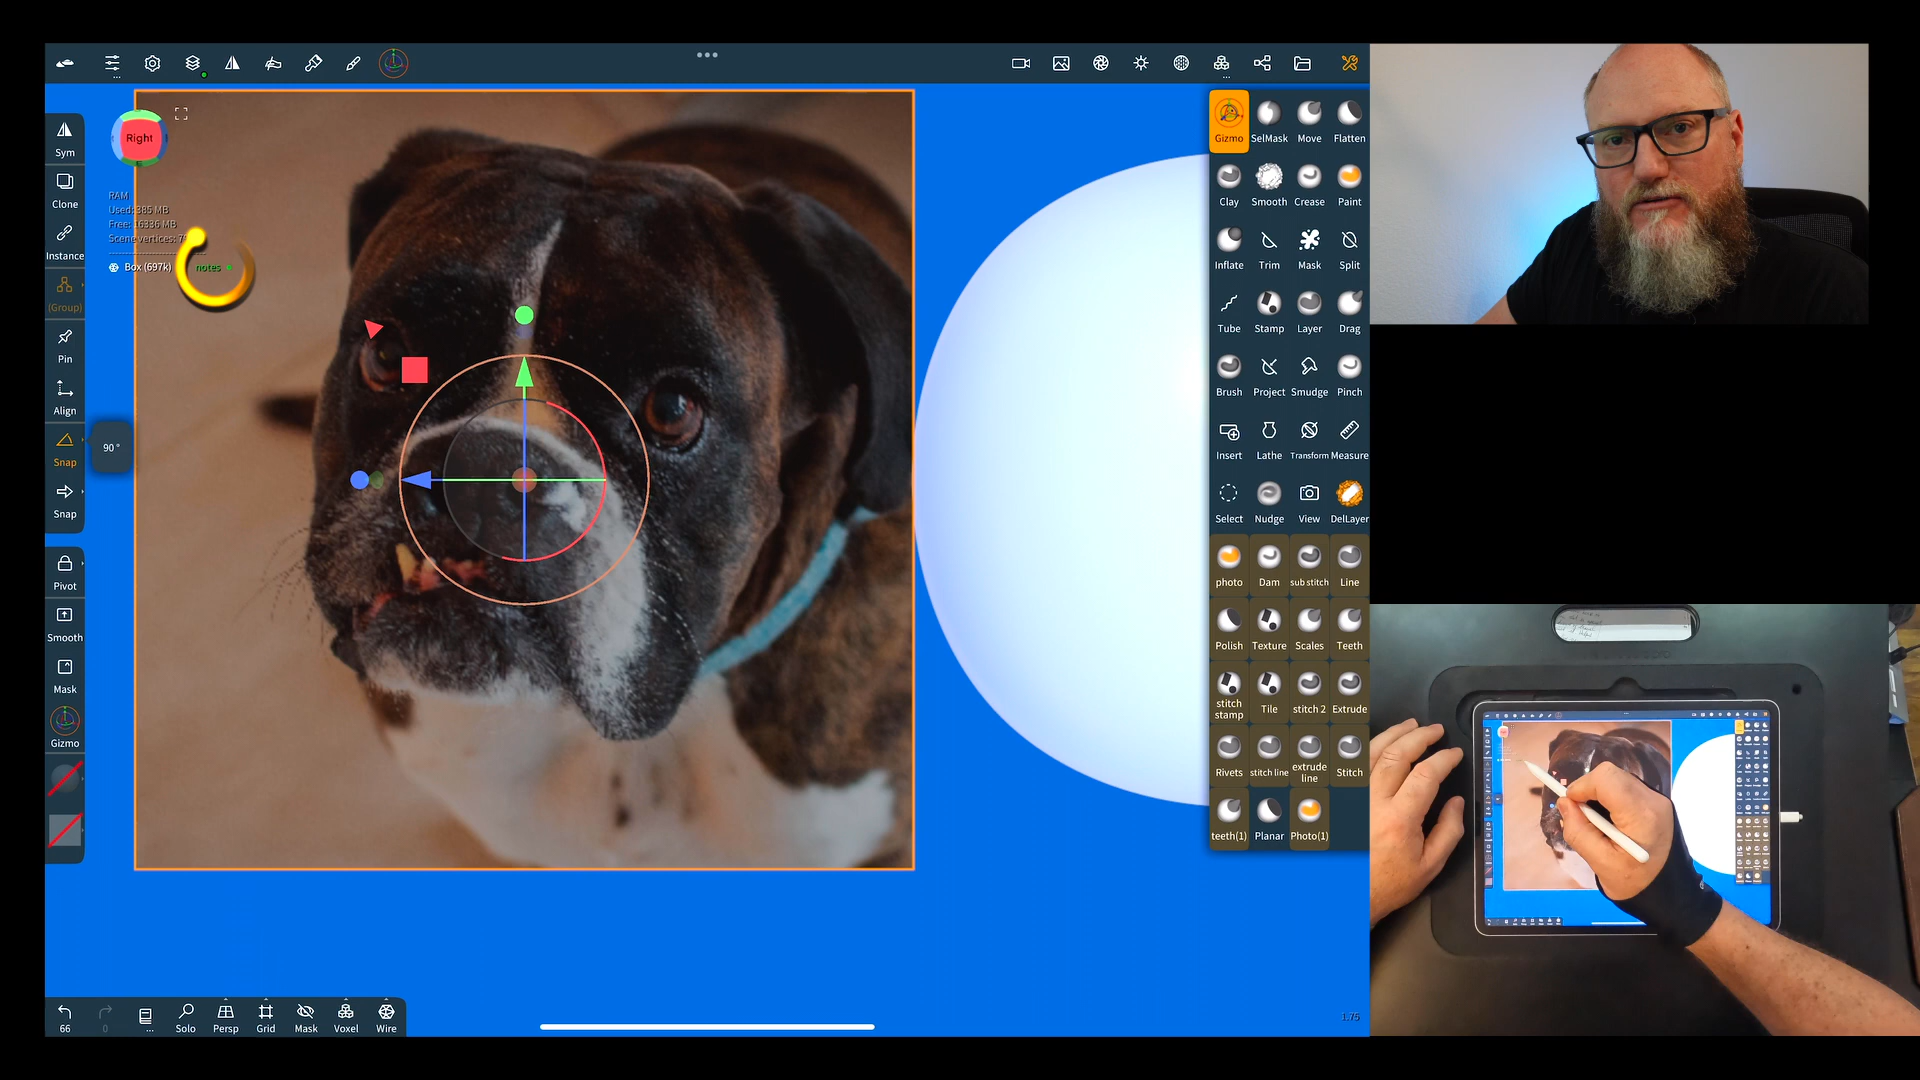 Right
RAM
Used: 385 MB
Free: 16336 MB
Scene vertices:
Box (697k)
notes
Sym
Clone
Instance
(Group)
Pin
Align
Snap
90°
Snap
Pivot
Smooth
Mask
Gizmo
Gizmo SelMask Move Flatten
Clay Smooth Crease Paint
Inflate Trim Mask Split
Tube Stamp Layer Drag
Brush Project Smudge Pinch
Insert Lathe Transform Measure
Select Nudge View DelLayer
photo Dam sub stitch Line
Polish Texture Scales Teeth
stitch stamp Tile stitch 2 Extrude
Rivets stitch line extrude line Stitch
teeth(1) Planar Photo(1)
66 0 Solo Persp Grid Mask Voxel Wire
1.75